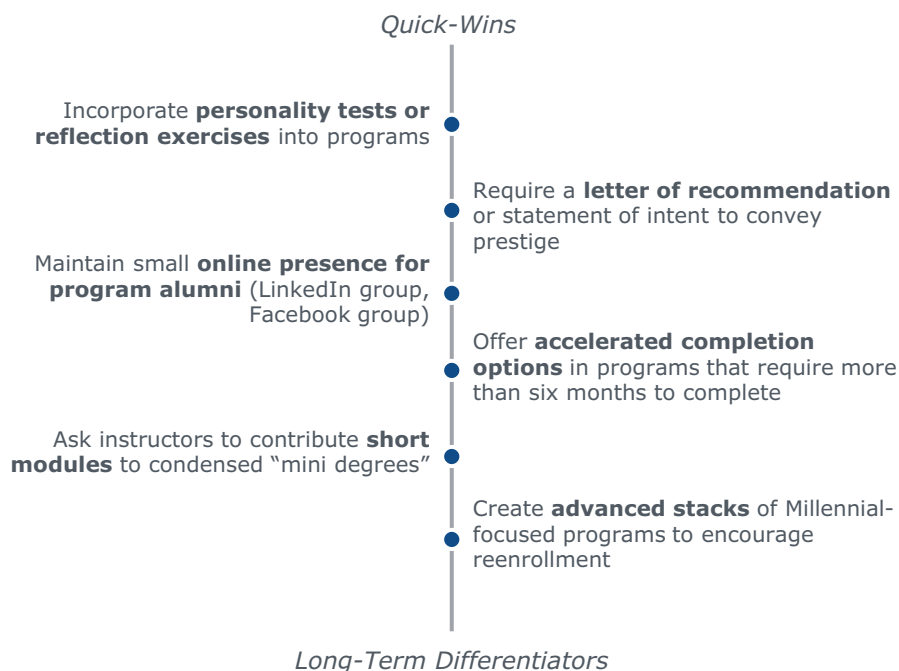 Quick-Wins
Incorporate personality tests or
reflection exercises into programs
Require a letter of recommendation
or statement of intent to convey
prestige
Maintain small online presence for
program alumni (LinkedIn group,
Facebook group)
Offer accelerated completion
options in programs that require more
than six months to complete
Ask instructors to contribute short
modules to condensed “mini degrees”
Create advanced stacks of Millennial-
focused programs to encourage
reenrollment
Long-Term Differentiators